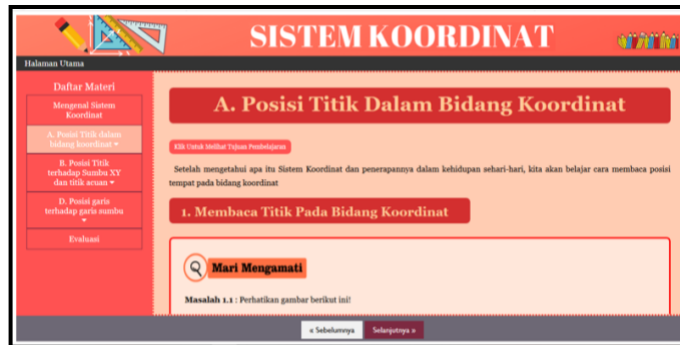 SISTEM KOORDINAT
Halaman Utama
Daftar Materi
Mengenal Sistem
Koordinat
A. Posisi Titik dalam
bidang koordinat ▾
B. Posisi Titik
terhadap Sumbu XY
dan titik acuan ▾
D. Posisi garis
terhadap garis sumbu
▾
Evaluasi
A. Posisi Titik Dalam Bidang Koordinat
Klik Untuk Melihat Tujuan Pembelajaran
Setelah mengetahui apa itu Sistem Koordinat dan penerapannya dalam kehidupan sehari-hari, kita akan belajar cara membaca posisi
tempat pada bidang koordinat
1. Membaca Titik Pada Bidang Koordinat
Mari Mengamati
Masalah 1.1 : Perhatikan gambar berikut ini!
« Sebelumnya
Selanjutnya »